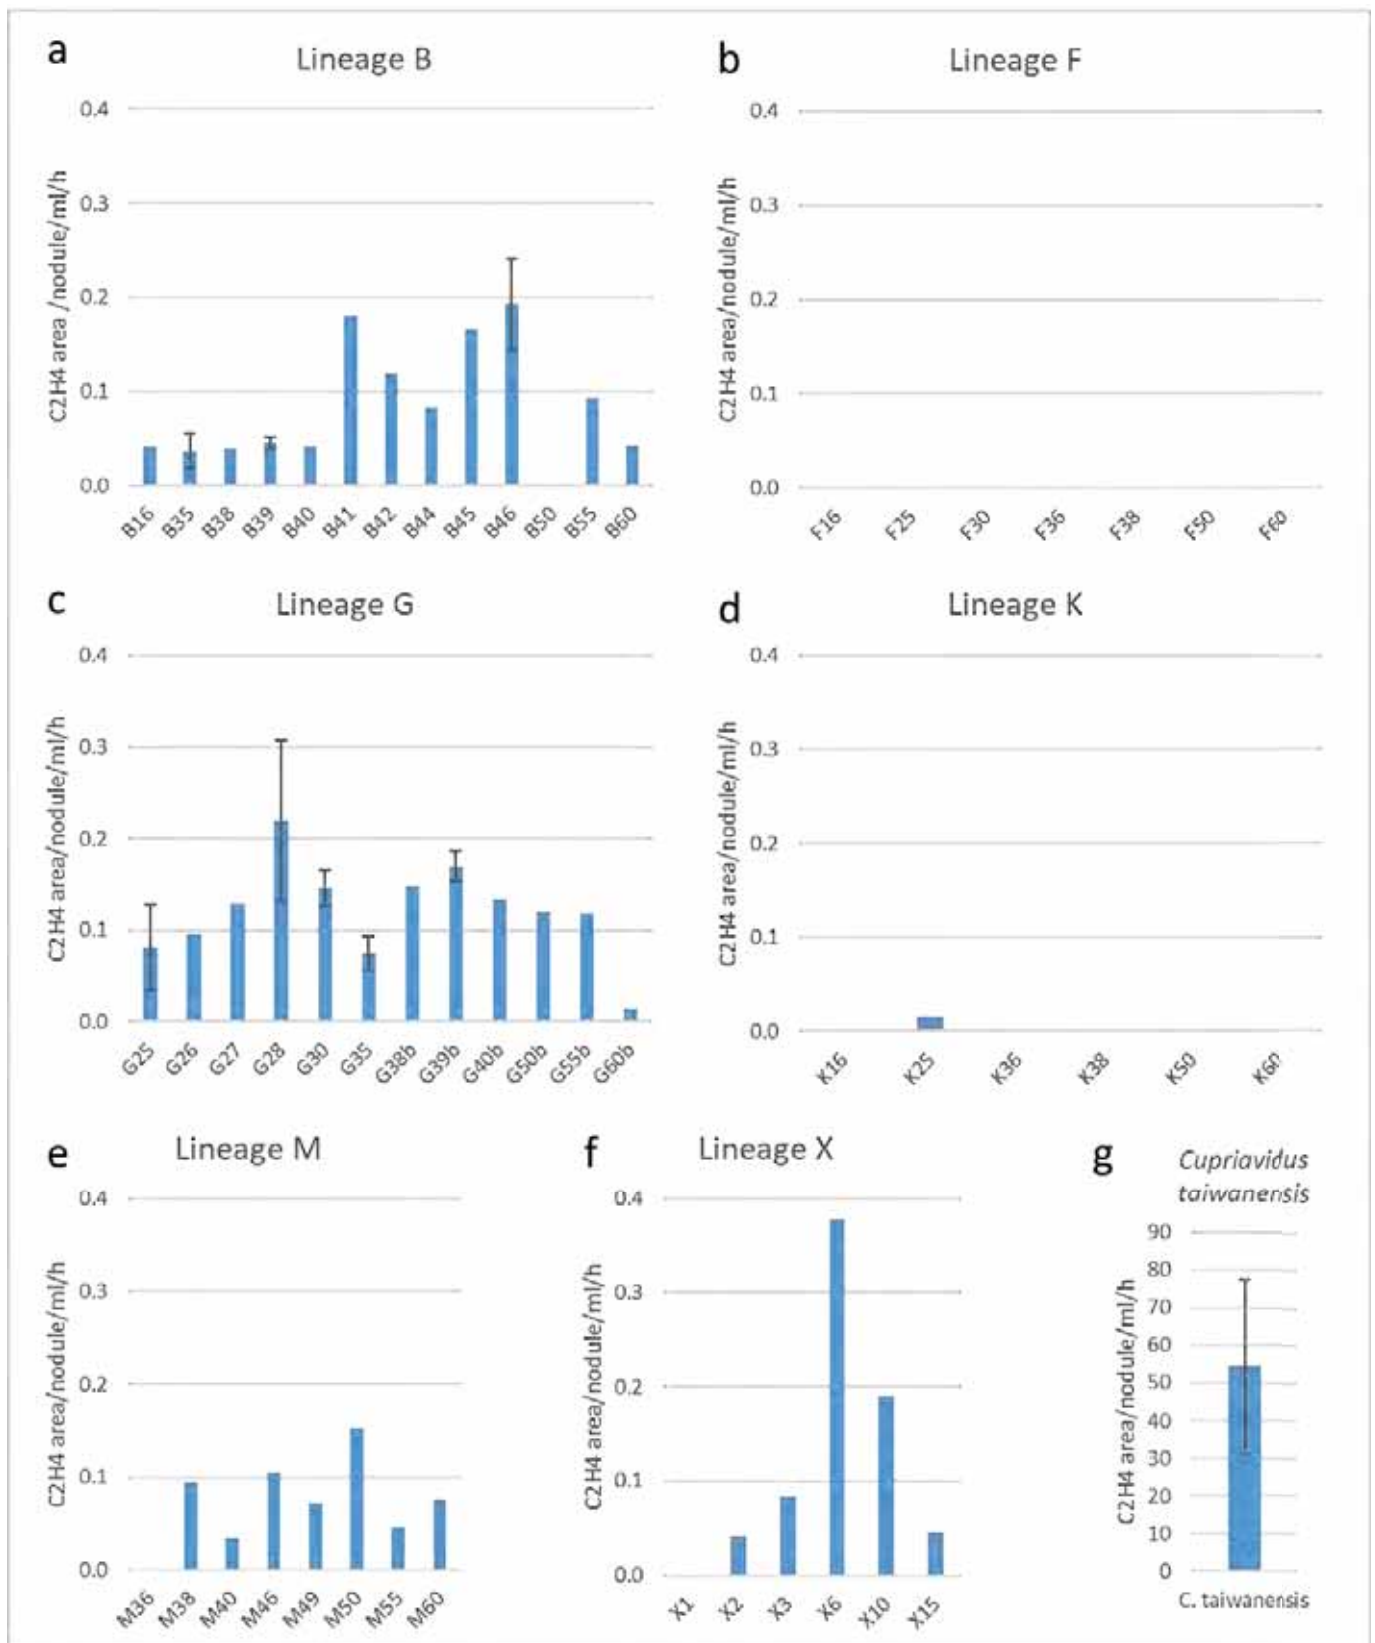 a
Lineage B
C2H4 area /nodule/ml/h
0.4
0.3
0.2
0.1
0.0
B16 B35 B38 B39 B40 B41 B42 B44 B45 B46 B50 B55 B60
b
Lineage F
C2H4 area/nodule/ml/h
0.4
0.3
0.2
0.1
0.0
F16 F25 F30 F36 F38 F50 F60
c
Lineage G
C2H4 area/nodule/ml/h
0.4
0.3
0.2
0.1
0.0
G25 G26 G27 G28 G30 G35 G38b G39b G40b G50b G55b G60b
d
Lineage K
C2H4 area/nodule/ml/h
0.4
0.3
0.2
0.1
0.0
K16 K25 K36 K38 K50 K60
e
Lineage M
C2H4 area/nodule/ml/h
0.4
0.3
0.2
0.1
0.0
M36 M38 M40 M46 M49 M50 M55 M60
f
Lineage X
C2H4 area/nodule/ml/h
0.4
0.3
0.2
0.1
0.0
X1 X2 X3 X6 X10 X15
g
Cupriavidus
taiwanensis
C2H4 area/nodule/ml/h
90
80
70
60
50
40
30
20
10
0
C. taiwanensis